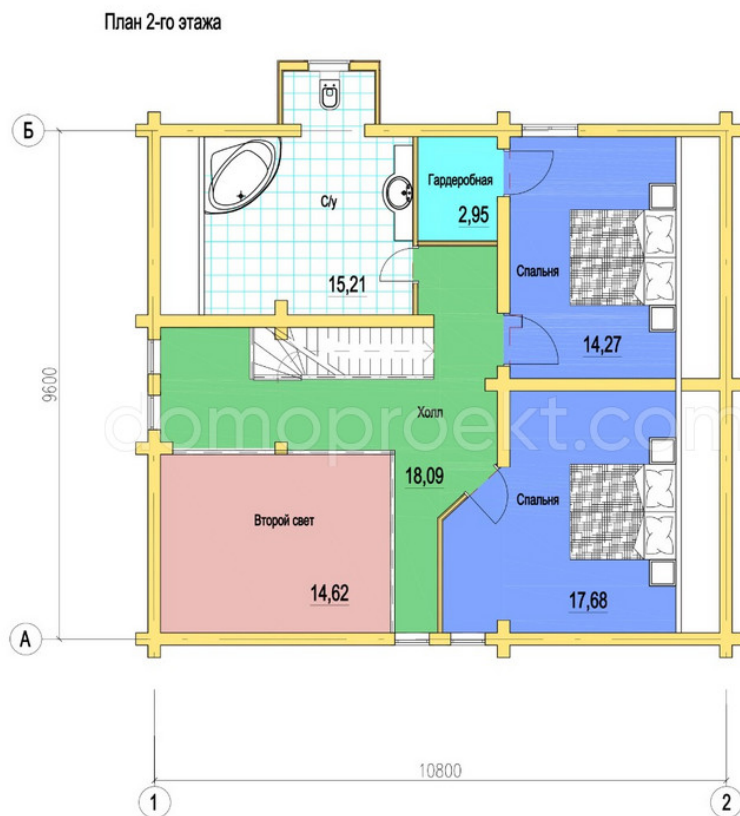 План 2-го этажа
Б
Гардеробная
2,95
С/у
15,21
Спальня
14,27
9600
Холл
domoproekt.com
18,09
Спальня
Второй свет
14,62
17,68
А
10800
1
2